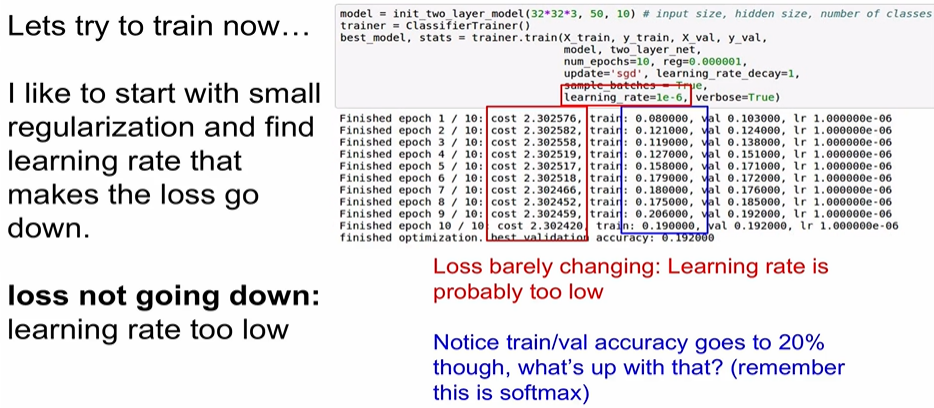 Lets try to train now…
I like to start with small
regularization and find
learning rate that
makes the loss go
down.
loss not going down:
learning rate too low
model = init_two_layer_model(32*32*3, 50, 10) # input size, hidden size, number of classes
trainer = ClassifierTrainer()
best_model, stats = trainer.train(X_train, y_train, X_val, y_val,
model, two_layer_net,
num_epochs=10, reg=0.000001,
update='sgd', learning_rate_decay=1,
sample_batches = True,
learning_rate=1e-6, verbose=True)
Finished epoch 1 / 10: cost 2.302576, train: 0.080000, val 0.103000, lr 1.000000e-06
Finished epoch 2 / 10: cost 2.302582, train: 0.121000, val 0.124000, lr 1.000000e-06
Finished epoch 3 / 10: cost 2.302558, train: 0.119000, val 0.138000, lr 1.000000e-06
Finished epoch 4 / 10: cost 2.302519, train: 0.127000, val 0.151000, lr 1.000000e-06
Finished epoch 5 / 10: cost 2.302517, train: 0.158000, val 0.171000, lr 1.000000e-06
Finished epoch 6 / 10: cost 2.302518, train: 0.179000, val 0.172000, lr 1.000000e-06
Finished epoch 7 / 10: cost 2.302466, train: 0.180000, val 0.176000, lr 1.000000e-06
Finished epoch 8 / 10: cost 2.302452, train: 0.175000, val 0.185000, lr 1.000000e-06
Finished epoch 9 / 10: cost 2.302459, train: 0.206000, val 0.192000, lr 1.000000e-06
Finished epoch 10 / 10 cost 2.302420, train: 0.190000, val 0.192000, lr 1.000000e-06
finished optimization. best validation accuracy: 0.192000
Loss barely changing: Learning rate is
probably too low
Notice train/val accuracy goes to 20%
though, what's up with that? (remember
this is softmax)